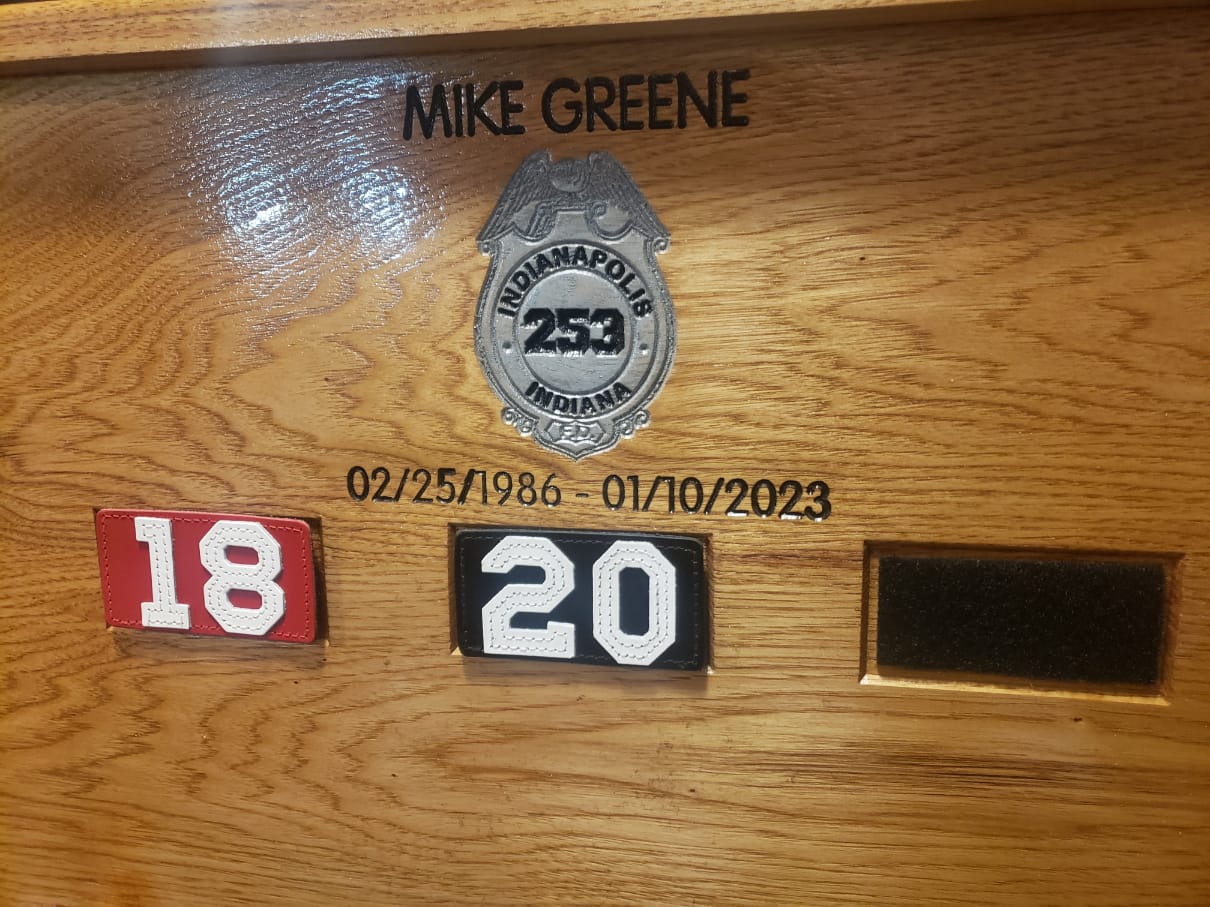 MIKE GREENE
INDIANAPOLIS
253
INDIANA
F.D.
02/25/1986 - 01/10/2023
18
20